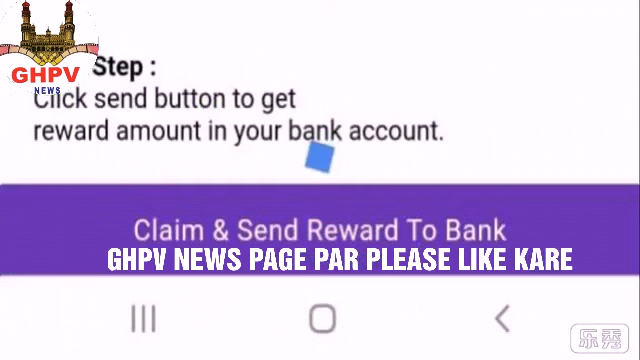 GHPV
NEWS
Step :
Click send button to get
reward amount in your bank account.
Claim & Send Reward To Bank
GHPV NEWS PAGE PAR PLEASE LIKE KARE
乐秀